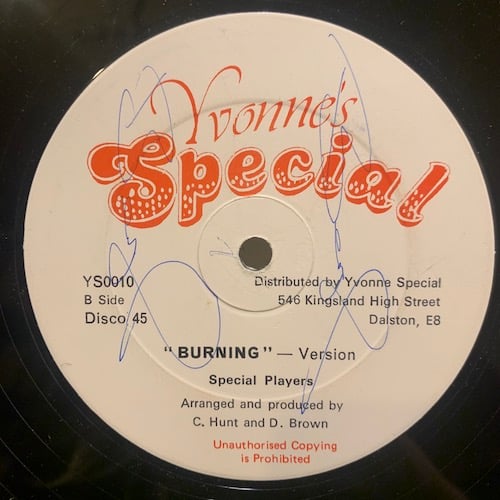 Yvonne's
Special
YS0010
B Side
Disco 45
Distributed by Yvonne Special
546 Kingsland High Street
Dalston, E8
"BURNING" — Version
Special Players
Arranged and produced by
C. Hunt and D. Brown
Unauthorised Copying
is Prohibited